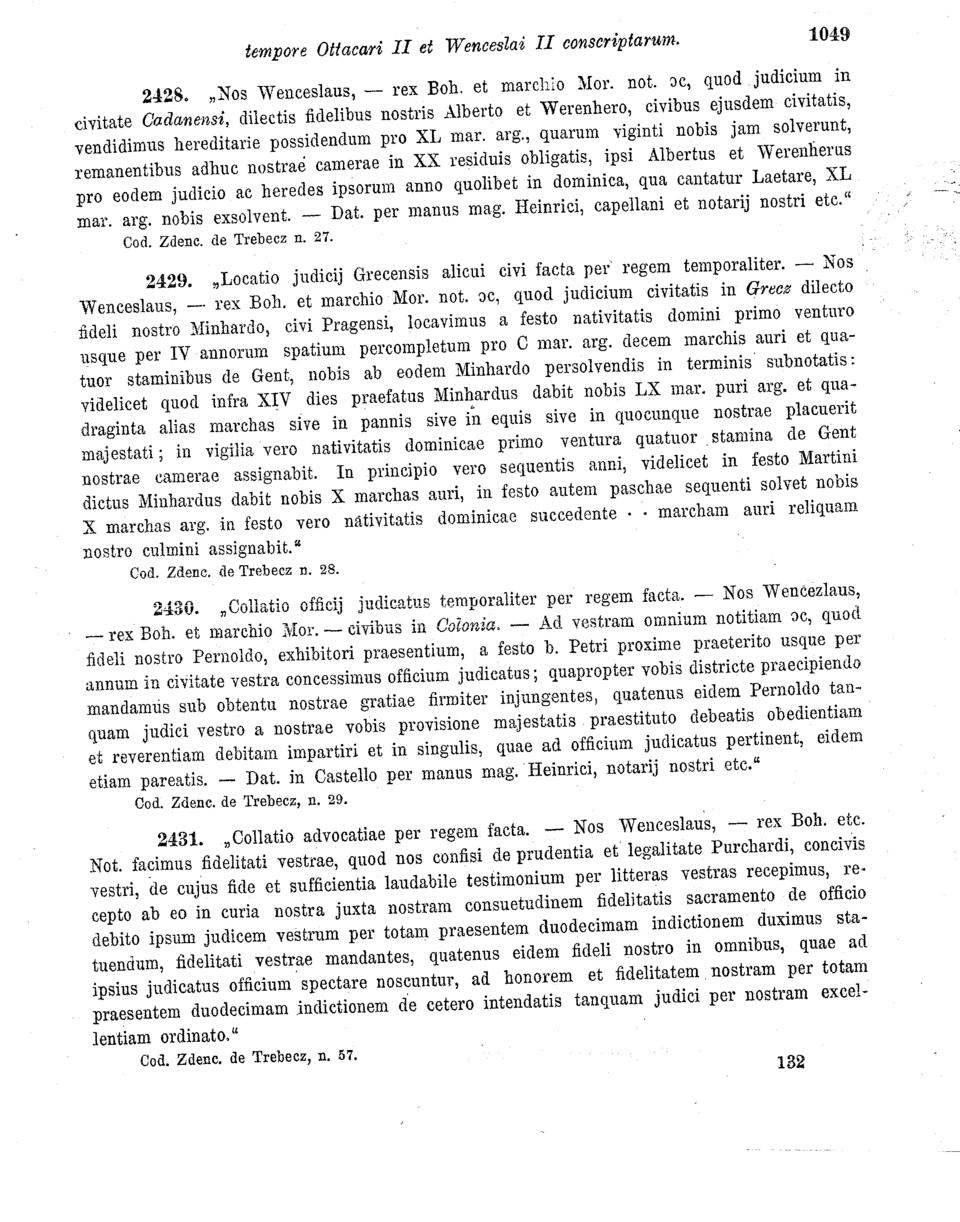 tempore Ottacari II et Wenceslai II conscriptarum. 1049
2428. „Nos Wenceslaus, — rex Boh. et marchio Mor. not. ɔc, quod judicium in
civitate Cadanensi, dilectis fidelibus nostris Alberto et Werenhero, civibus ejusdem civitatis,
vendidimus hereditarie possidendum pro XL mar. arg., quarum viginti nobis jam solverunt,
remanentibus adhuc nostrae camerae in XX residuis obligatis, ipsi Albertus et Werenherus
pro eodem judicio ac heredes ipsorum anno quolibet in dominica, qua cantatur Laetare, XL
mar. arg. nobis exsolvent. — Dat. per manus mag. Heinrici, capellani et notarij nostri etc.“
Cod. Zdenc. de Trebecz n. 27.
2429. „Locatio judicij Grecensis alicui civi facta per regem temporaliter. — Nos
Wenceslaus, — rex Boh. et marchio Mor. not. ɔc, quod judicium civitatis in Grecz dilecto
fideli nostro Minhardo, civi Pragensi, locavimus a festo nativitatis domini primo venturo
usque per IV annorum spatium percompletum pro C mar. arg. decem marchis auri et qua-
tuor staminibus de Gent, nobis ab eodem Minhardo persolvendis in terminis subnotatis:
videlicet quod infra XIV dies praefatus Minhardus dabit nobis LX mar. puri arg. et qua-
draginta alias marchas sive in pannis sive in equis sive in quocunque nostrae placuerit
majestati; in vigilia vero nativitatis dominicae primo ventura quatuor stamina de Gent
nostrae camerae assignabit. In principio vero sequentis anni, videlicet in festo Martini
dictus Minhardus dabit nobis X marchas auri, in festo autem paschae sequenti solvet nobis
X marchas arg. in festo vero nativitatis dominicae succedente · · marcham auri reliquam
nostro culmini assignabit.“
Cod. Zdenc. de Trebecz n. 28.
2430. „Collatio officij judicatus temporaliter per regem facta. — Nos Wencezlaus,
— rex Boh. et marchio Mor. — civibus in Colonia. — Ad vestram omnium notitiam ɔc, quod
fideli nostro Pernoldo, exhibitori praesentium, a festo b. Petri proxime praeterito usque per
annum in civitate vestra concessimus officium judicatus; quapropter vobis districte praecipiendo
mandamus sub obtentu nostrae gratiae firmiter injungentes, quatenus eidem Pernoldo tan-
quam judici vestro a nostrae vobis provisione majestatis praestituto debeatis obedientiam
et reverentiam debitam impartiri et in singulis, quae ad officium judicatus pertinent, eidem
etiam pareatis. — Dat. in Castello per manus mag. Heinrici, notarij nostri etc.“
Cod. Zdenc. de Trebecz, n. 29.
2431. „Collatio advocatiae per regem facta. — Nos Wenceslaus, — rex Boh. etc.
Not. facimus fidelitati vestrae, quod nos confisi de prudentia et legalitate Purchardi, concivis
vestri, de cujus fide et sufficientia laudabile testimonium per litteras vestras recepimus, re-
cepto ab eo in curia nostra juxta nostram consuetudinem fidelitatis sacramento de officio
debito ipsum judicem vestrum per totam praesentem duodecimam indictionem duximus sta-
tuendum, fidelitati vestrae mandantes, quatenus eidem fideli nostro in omnibus, quae ad
ipsius judicatus officium spectare noscuntur, ad honorem et fidelitatem nostram per totam
praesentem duodecimam indictionem de cetero intendatis tanquam judici per nostram excel-
lentiam ordinato.“
Cod. Zdenc. de Trebecz, n. 57.
132